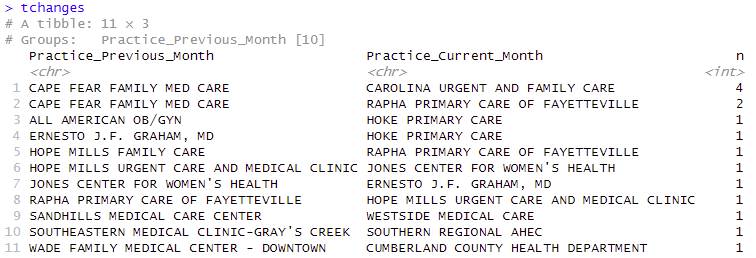 > tchanges
# A tibble: 11 × 3
# Groups:   Practice_Previous_Month [10]
   Practice_Previous_Month                 Practice_Current_Month                      n
   <chr>                                   <chr>                                   <int>
 1 CAPE FEAR FAMILY MED CARE               CAROLINA URGENT AND FAMILY CARE             4
 2 CAPE FEAR FAMILY MED CARE               RAPHA PRIMARY CARE OF FAYETTEVILLE          2
 3 ALL AMERICAN OB/GYN                     HOKE PRIMARY CARE                           1
 4 ERNESTO J.F. GRAHAM, MD                 HOKE PRIMARY CARE                           1
 5 HOPE MILLS FAMILY CARE                  RAPHA PRIMARY CARE OF FAYETTEVILLE          1
 6 HOPE MILLS URGENT CARE AND MEDICAL CLINIC JONES CENTER FOR WOMEN'S HEALTH           1
 7 JONES CENTER FOR WOMEN'S HEALTH         ERNESTO J.F. GRAHAM, MD                     1
 8 RAPHA PRIMARY CARE OF FAYETTEVILLE      HOPE MILLS URGENT CARE AND MEDICAL CLINIC   1
 9 SANDHILLS MEDICAL CARE CENTER           WESTSIDE MEDICAL CARE                       1
10 SOUTHEASTERN MEDICAL CLINIC-GRAY'S CREEK SOUTHERN REGIONAL AHEC                     1
11 WADE FAMILY MEDICAL CENTER - DOWNTOWN   CUMBERLAND COUNTY HEALTH DEPARTMENT         1